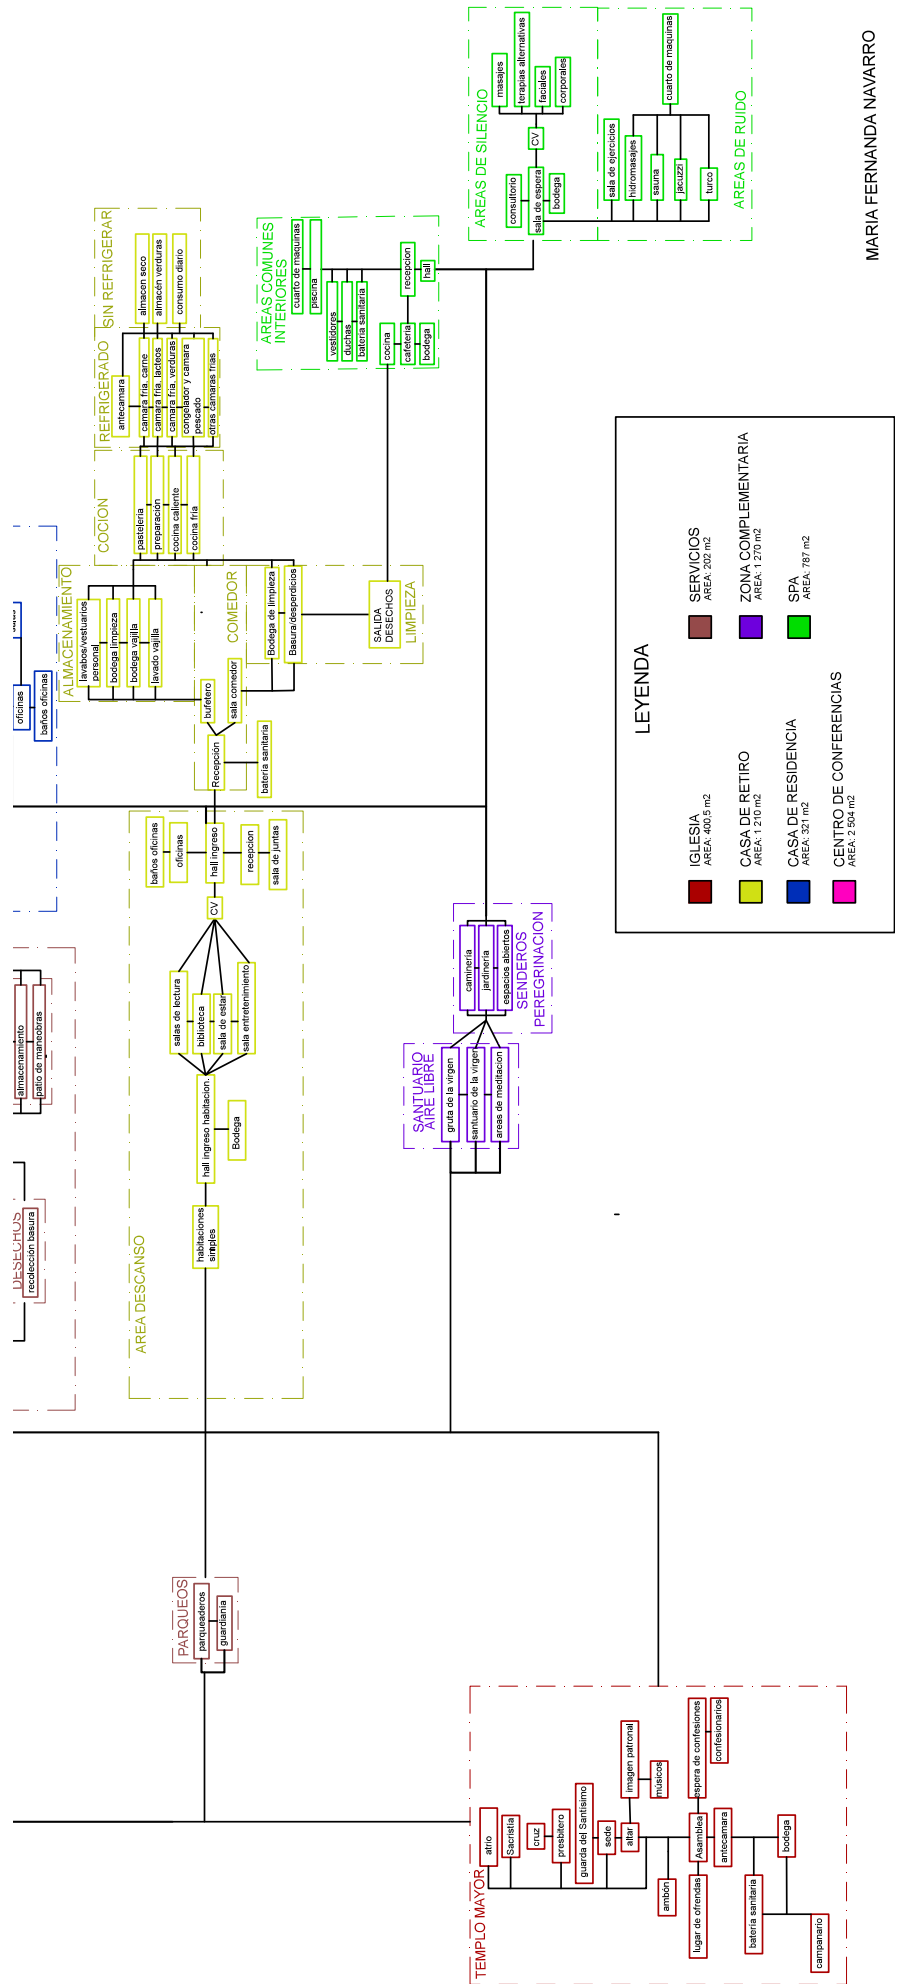 AREAS DE SILENCIO
masajes
terapias alternativas
faciales
corporales
CV
consultorio
sala de espera
bodega
AREAS DE RUIDO
cuarto de maquinas
sala de ejercicios
hidromasajes
sauna
jacuzzi
turco
MARIA FERNANDA NAVARRO
AREAS COMUNES
INTERIORES
cuarto de maquinas
piscina
vestidores
duchas
bateria sanitaria
recepcion
hall
cocina
cafeteria
bodega
SIN REFRIGERAR
almacen seco
almacén verduras
consumo diario
REFRIGERADO
antecamara
camara fria, carne
camara fria, lacteos
camara fria, verduras
congelador y camara
pescado
otras camaras frias
COCION
pasteleria
preparación
cocina caliente
cocina fria
ALMACENAMIENTO
lavabos/vestuarios
personal
bodega limpieza
bodega vajilla
lavado vajilla
COMEDOR
bufetero
sala comedor
Recepción
bateria sanitaria
LIMPIEZA
Bodega de limpieza
Basura/desperdicios
SALIDA
DESECHOS
oficinas
baños oficinas
baños oficinas
oficinas
hall ingreso
recepcion
sala de juntas
CV
salas de lectura
biblioteca
sala de estar
sala entretenimiento
hall ingreso habitacion.
Bodega
habitaciones
simples
AREA DESCANSO
almacenamiento
patio de maneobras
DESECHOS
recolección basura
SENDEROS
PEREGRINACION
camineria
jardineria
espacios abiertos
SANTUARIO
AIRE LIBRE
gruta de la virgen
santuario de la virgen
areas de meditacion
PARQUEOS
parqueaderos
guardiania
TEMPLO MAYOR
atrio
Sacristia
cruz
presbitero
guarda del Santisimo
sede
altar
imagen patronal
músicos
ambón
espera de confesiones
confesionarios
Asamblea
lugar de ofrendas
antecamara
bateria sanitaria
bodega
campanario
LEYENDA
IGLESIA
AREA: 400,5 m2
CASA DE RETIRO
AREA: 1 210 m2
CASA DE RESIDENCIA
AREA: 321 m2
CENTRO DE CONFERENCIAS
AREA: 2 504 m2
SERVICIOS
AREA: 202 m2
ZONA COMPLEMENTARIA
AREA: 1 270 m2
SPA
AREA: 787 m2